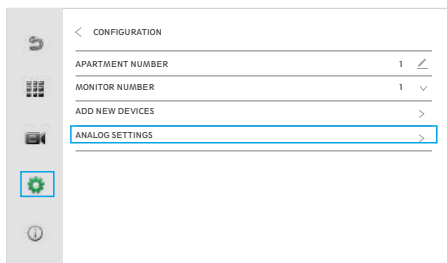 CONFIGURATION
APARTMENT NUMBER 1
MONITOR NUMBER 1
ADD NEW DEVICES
ANALOG SETTINGS